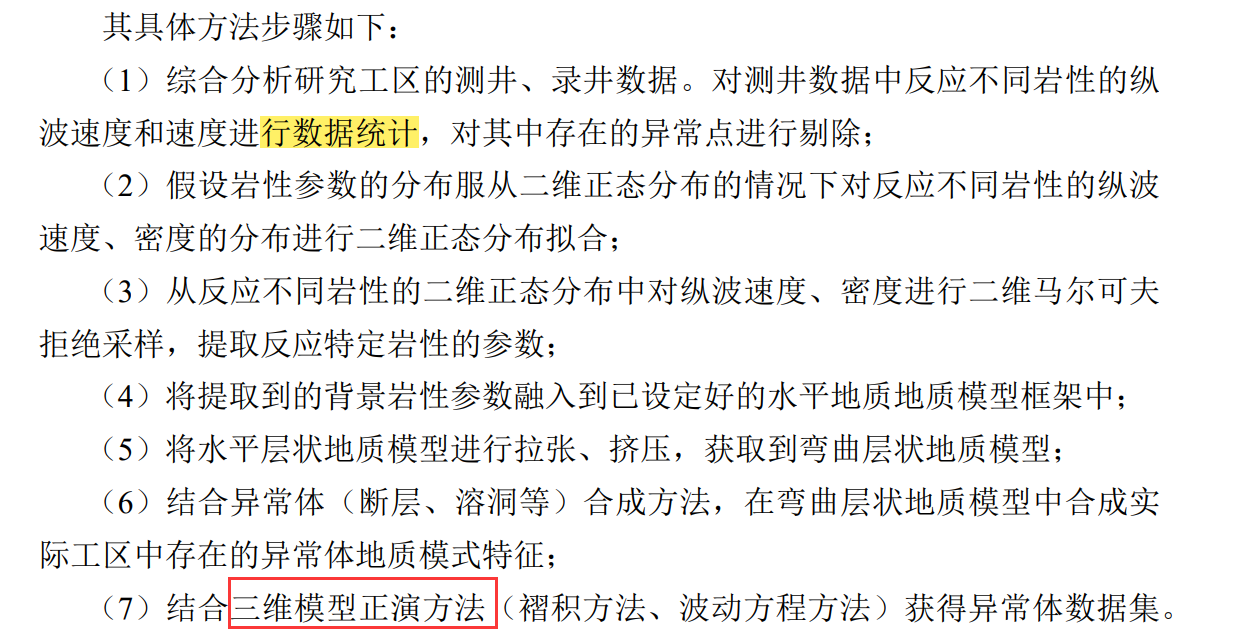 其具体方法步骤如下：
（1）综合分析研究工区的测井、录井数据。对测井数据中反应不同岩性的纵
波速度和速度进行数据统计，对其中存在的异常点进行剔除；
（2）假设岩性参数的分布服从二维正态分布的情况下对反应不同岩性的纵波
速度、密度的分布进行二维正态分布拟合；
（3）从反应不同岩性的二维正态分布中对纵波速度、密度进行二维马尔可夫
拒绝采样，提取反应特定岩性的参数；
（4）将提取到的背景岩性参数融入到已设定好的水平地质地质模型框架中；
（5）将水平层状地质模型进行拉张、挤压，获取到弯曲层状地质模型；
（6）结合异常体（断层、溶洞等）合成方法，在弯曲层状地质模型中合成实
际工区中存在的异常体地质模式特征；
（7）结合三维模型正演方法（褶积方法、波动方程方法）获得异常体数据集。